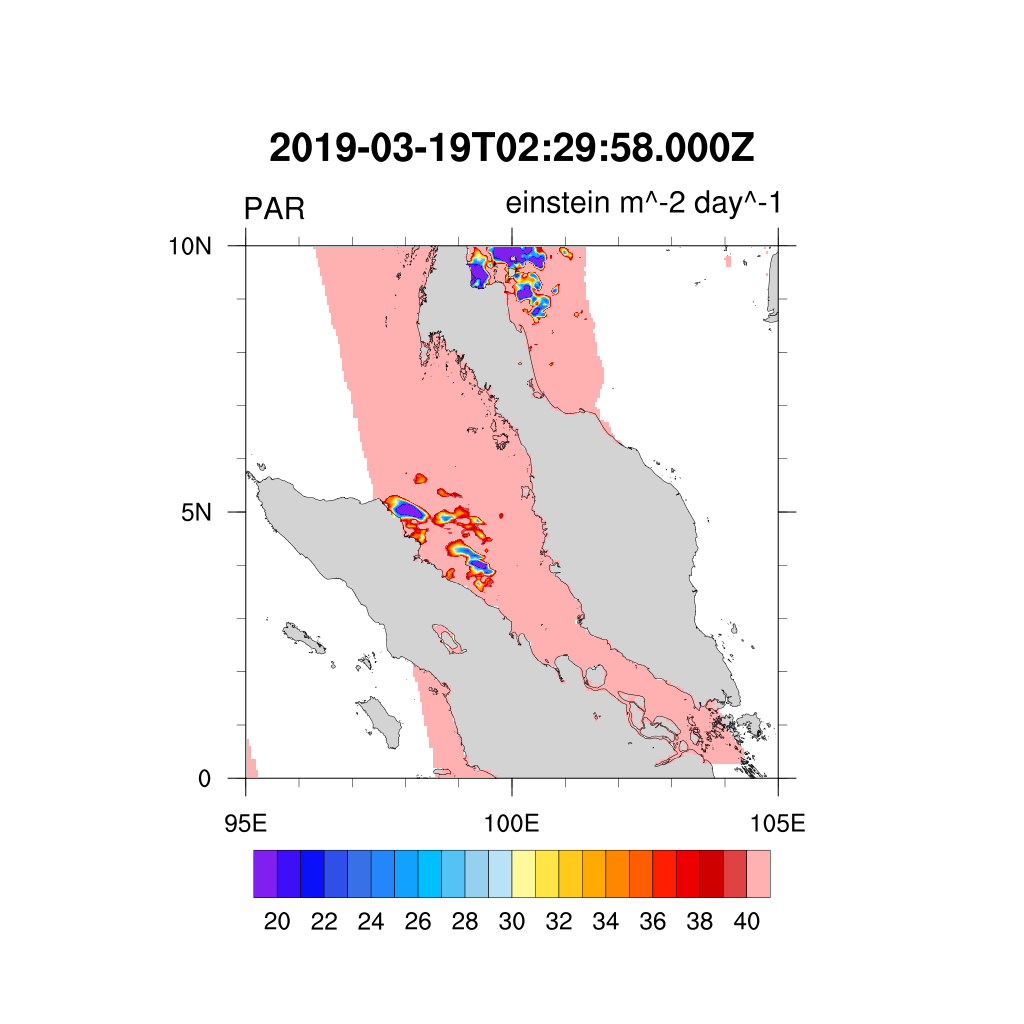 2019-03-19T02:29:58.000Z
PAR einstein m^-2 day^-1
10N
5N
0
95E 100E 105E
20 22 24 26 28 30 32 34 36 38 40